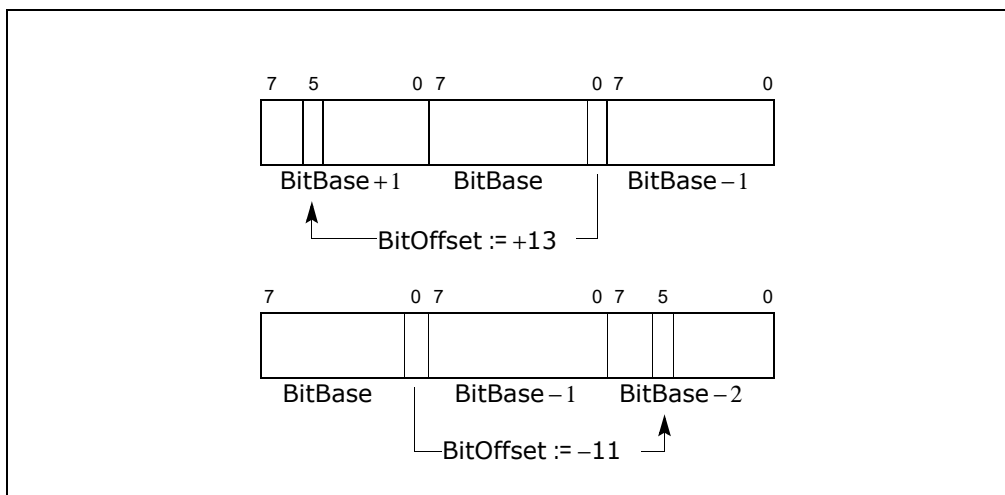 7 5 0 7 0 7 0
BitBase + 1 BitBase BitBase − 1
BitOffset := +13
7 0 7 0 7 5 0
BitBase BitBase − 1 BitBase − 2
BitOffset := −11